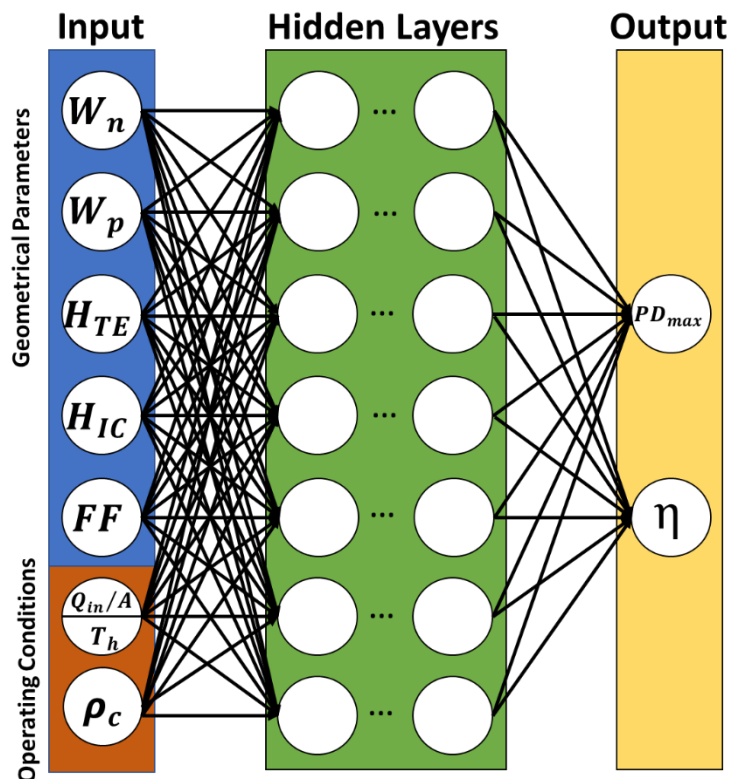 Input Hidden Layers Output
Geometrical Parameters
Operating Conditions
W_n
W_p
H_TE
H_IC
FF
Q_in/A
T_h
ρ_c
...
...
...
...
...
...
...
PD_max
η